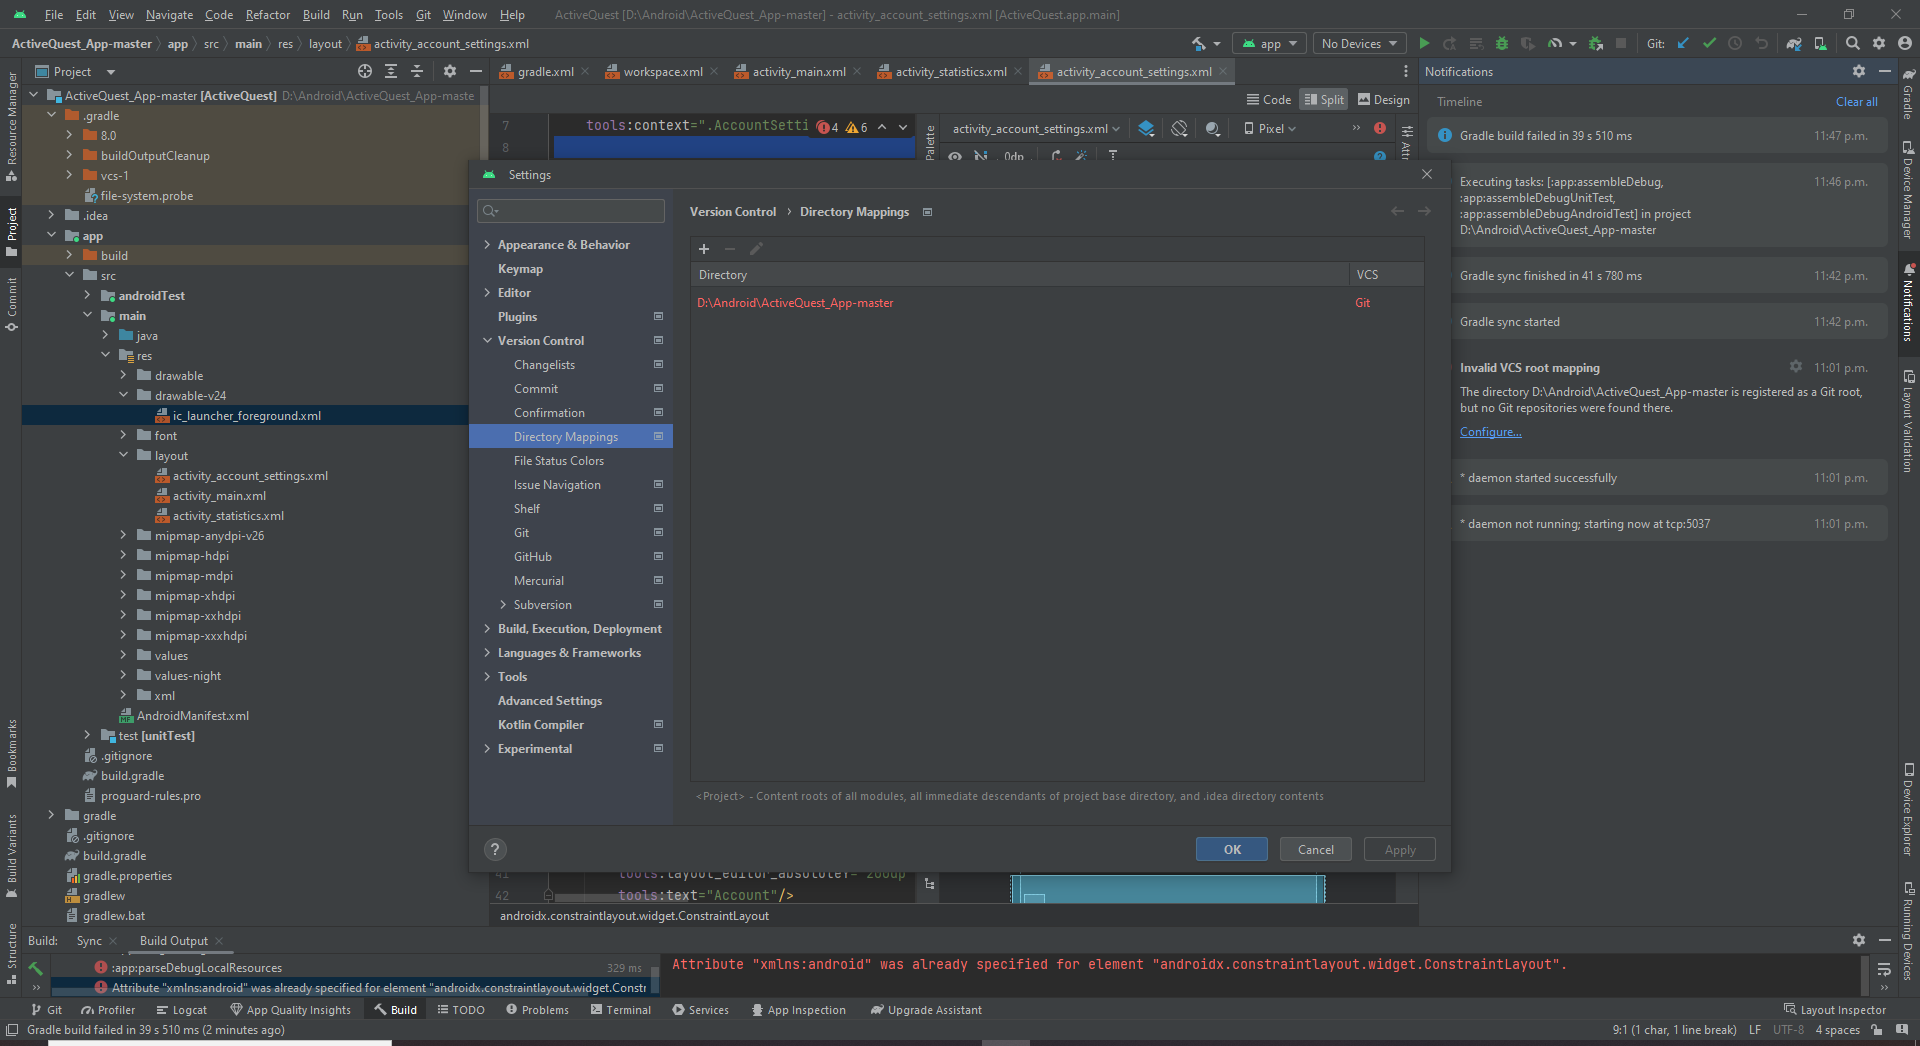 File Edit View Navigate Code Refactor Build Run Tools Git Window Help ActiveQuest [D:\Android\ActiveQuest_App-master] - activity_account_settings.xml [ActiveQuest.app.main]
ActiveQuest_App-master app src main res layout activity_account_settings.xml app No Devices Git:
Project
gradle.xml workspace.xml activity_main.xml activity_statistics.xml activity_account_settings.xml
Notifications
Code Split Design
Timeline Clear all
7 tools:context=".AccountSetti 4 6
8
activity_account_settings.xml Pixel
0dp
Palette
Attr
ActiveQuest_App-master [ActiveQuest] D:\Android\ActiveQuest_App-maste
.gradle
8.0
buildOutputCleanup
vcs-1
file-system.probe
.idea
app
build
src
androidTest
main
java
res
drawable
drawable-v24
ic_launcher_foreground.xml
font
layout
activity_account_settings.xml
activity_main.xml
activity_statistics.xml
mipmap-anydpi-v26
mipmap-hdpi
mipmap-mdpi
mipmap-xhdpi
mipmap-xxhdpi
mipmap-xxxhdpi
values
values-night
xml
AndroidManifest.xml
test [unitTest]
.gitignore
build.gradle
proguard-rules.pro
gradle
.gitignore
build.gradle
gradle.properties
gradlew
gradlew.bat
Resource Manager
Project
Commit
Bookmarks
Build Variants
Structure
Settings
Appearance & Behavior
Keymap
Editor
Plugins
Version Control
Changelists
Commit
Confirmation
Directory Mappings
File Status Colors
Issue Navigation
Shelf
Git
GitHub
Mercurial
Subversion
Build, Execution, Deployment
Languages & Frameworks
Tools
Advanced Settings
Kotlin Compiler
Experimental
Version Control › Directory Mappings
Directory VCS
D:\Android\ActiveQuest_App-master Git
<Project> - Content roots of all modules, all immediate descendants of project base directory, and .idea directory contents
? OK Cancel Apply
Gradle build failed in 39 s 510 ms 11:47 p.m.
Executing tasks: [:app:assembleDebug, 11:46 p.m.
:app:assembleDebugUnitTest,
:app:assembleDebugAndroidTest] in project
D:\Android\ActiveQuest_App-master
Gradle sync finished in 41 s 780 ms 11:42 p.m.
Gradle sync started 11:42 p.m.
Invalid VCS root mapping 11:01 p.m.
The directory D:\Android\ActiveQuest_App-master is registered as a Git root,
but no Git repositories were found there.
Configure...
* daemon started successfully 11:01 p.m.
* daemon not running; starting now at tcp:5037 11:01 p.m.
Gradle
Device Manager
Notifications
Layout Validation
Device Explorer
Running Devices
41 tools:layout_editor_absoluteY="260dp
42 tools:text="Account"/>
androidx.constraintlayout.widget.ConstraintLayout
Build: Sync Build Output
:app:parseDebugLocalResources 329 ms
Attribute "xmlns:android" was already specified for element "androidx.constraintlayout.widget.Constr
Attribute "xmlns:android" was already specified for element "androidx.constraintlayout.widget.ConstraintLayout".
Git Profiler Logcat App Quality Insights Build TODO Problems Terminal Services App Inspection Upgrade Assistant Layout Inspector
Gradle build failed in 39 s 510 ms (2 minutes ago) 9:1 (1 char, 1 line break) LF UTF-8 4 spaces